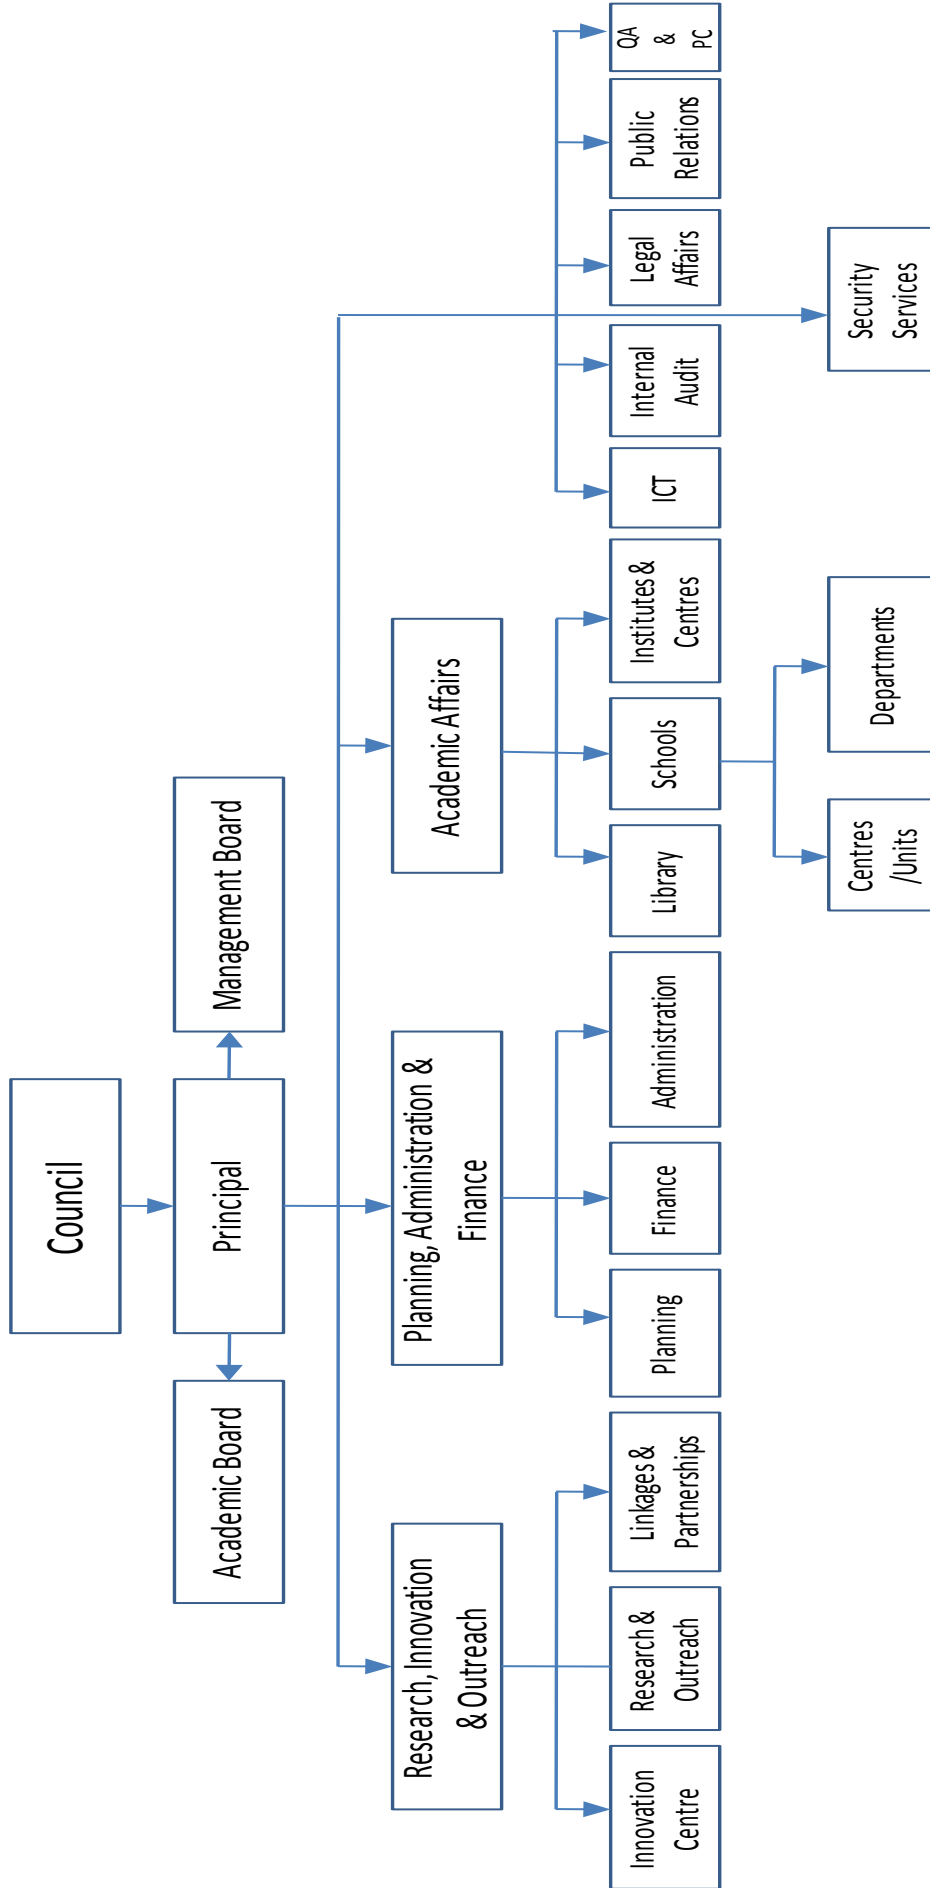 Council
Academic Board
Principal
Management Board
Research, Innovation
& Outreach
Planning, Administration &
Finance
Academic Affairs
Innovation
Centre
Research &
Outreach
Linkages &
Partnerships
Planning
Finance
Administration
Library
Schools
Institutes &
Centres
ICT
Internal
Audit
Legal
Affairs
Public
Relations
QA
&
PC
Centres
/Units
Departments
Security
Services